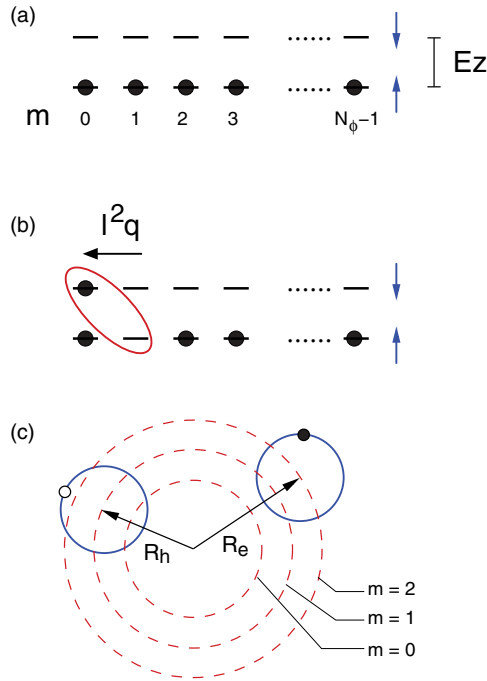 (a)
...... Ez
m 0 1 2 3 Nϕ−1
......
(b)
l²q
......
......
(c)
Rh Re
m = 2
m = 1
m = 0